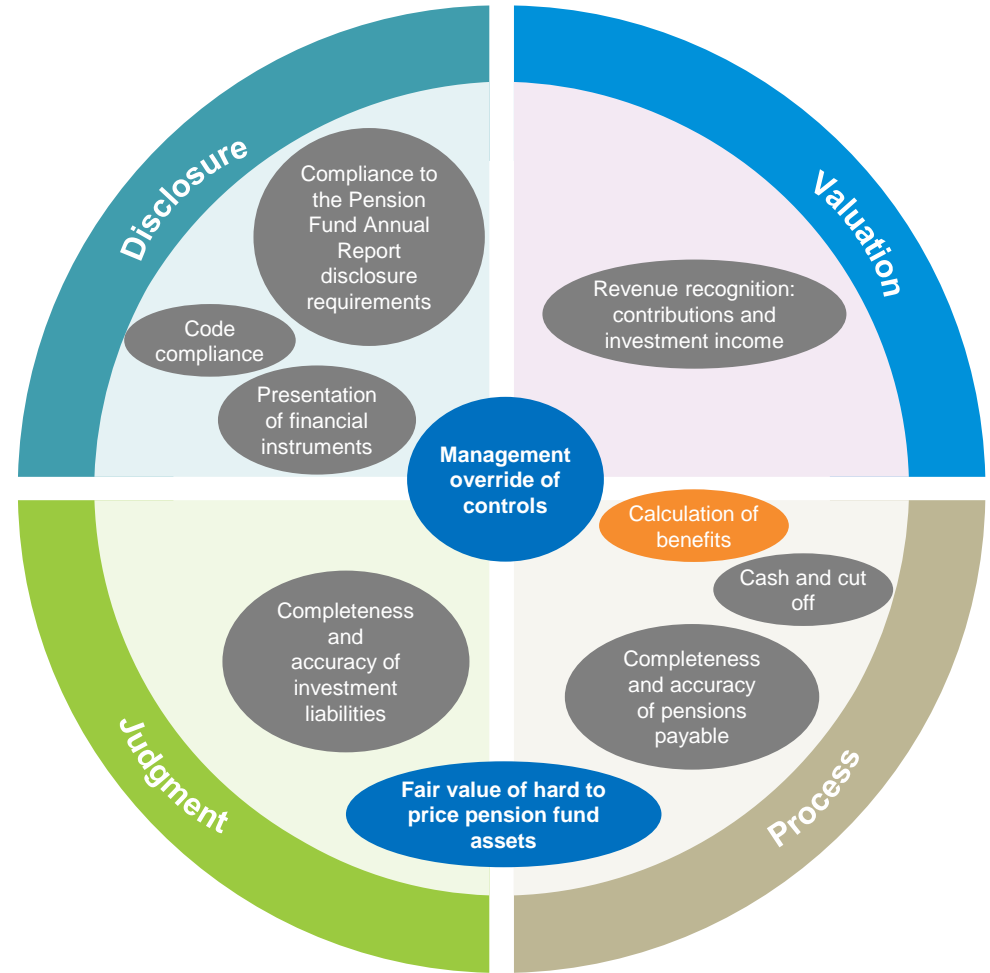 Disclosure
Compliance to
the Pension
Fund Annual
Report
disclosure
requirements
Code
compliance
Presentation
of financial
instruments
Valuation
Revenue recognition:
contributions and
investment income
Management
override of
controls
Calculation of
benefits
Cash and cut
off
Completeness
and accuracy
of pensions
payable
Process
Judgment
Completeness
and
accuracy of
investment
liabilities
Fair value of hard to
price pension fund
assets